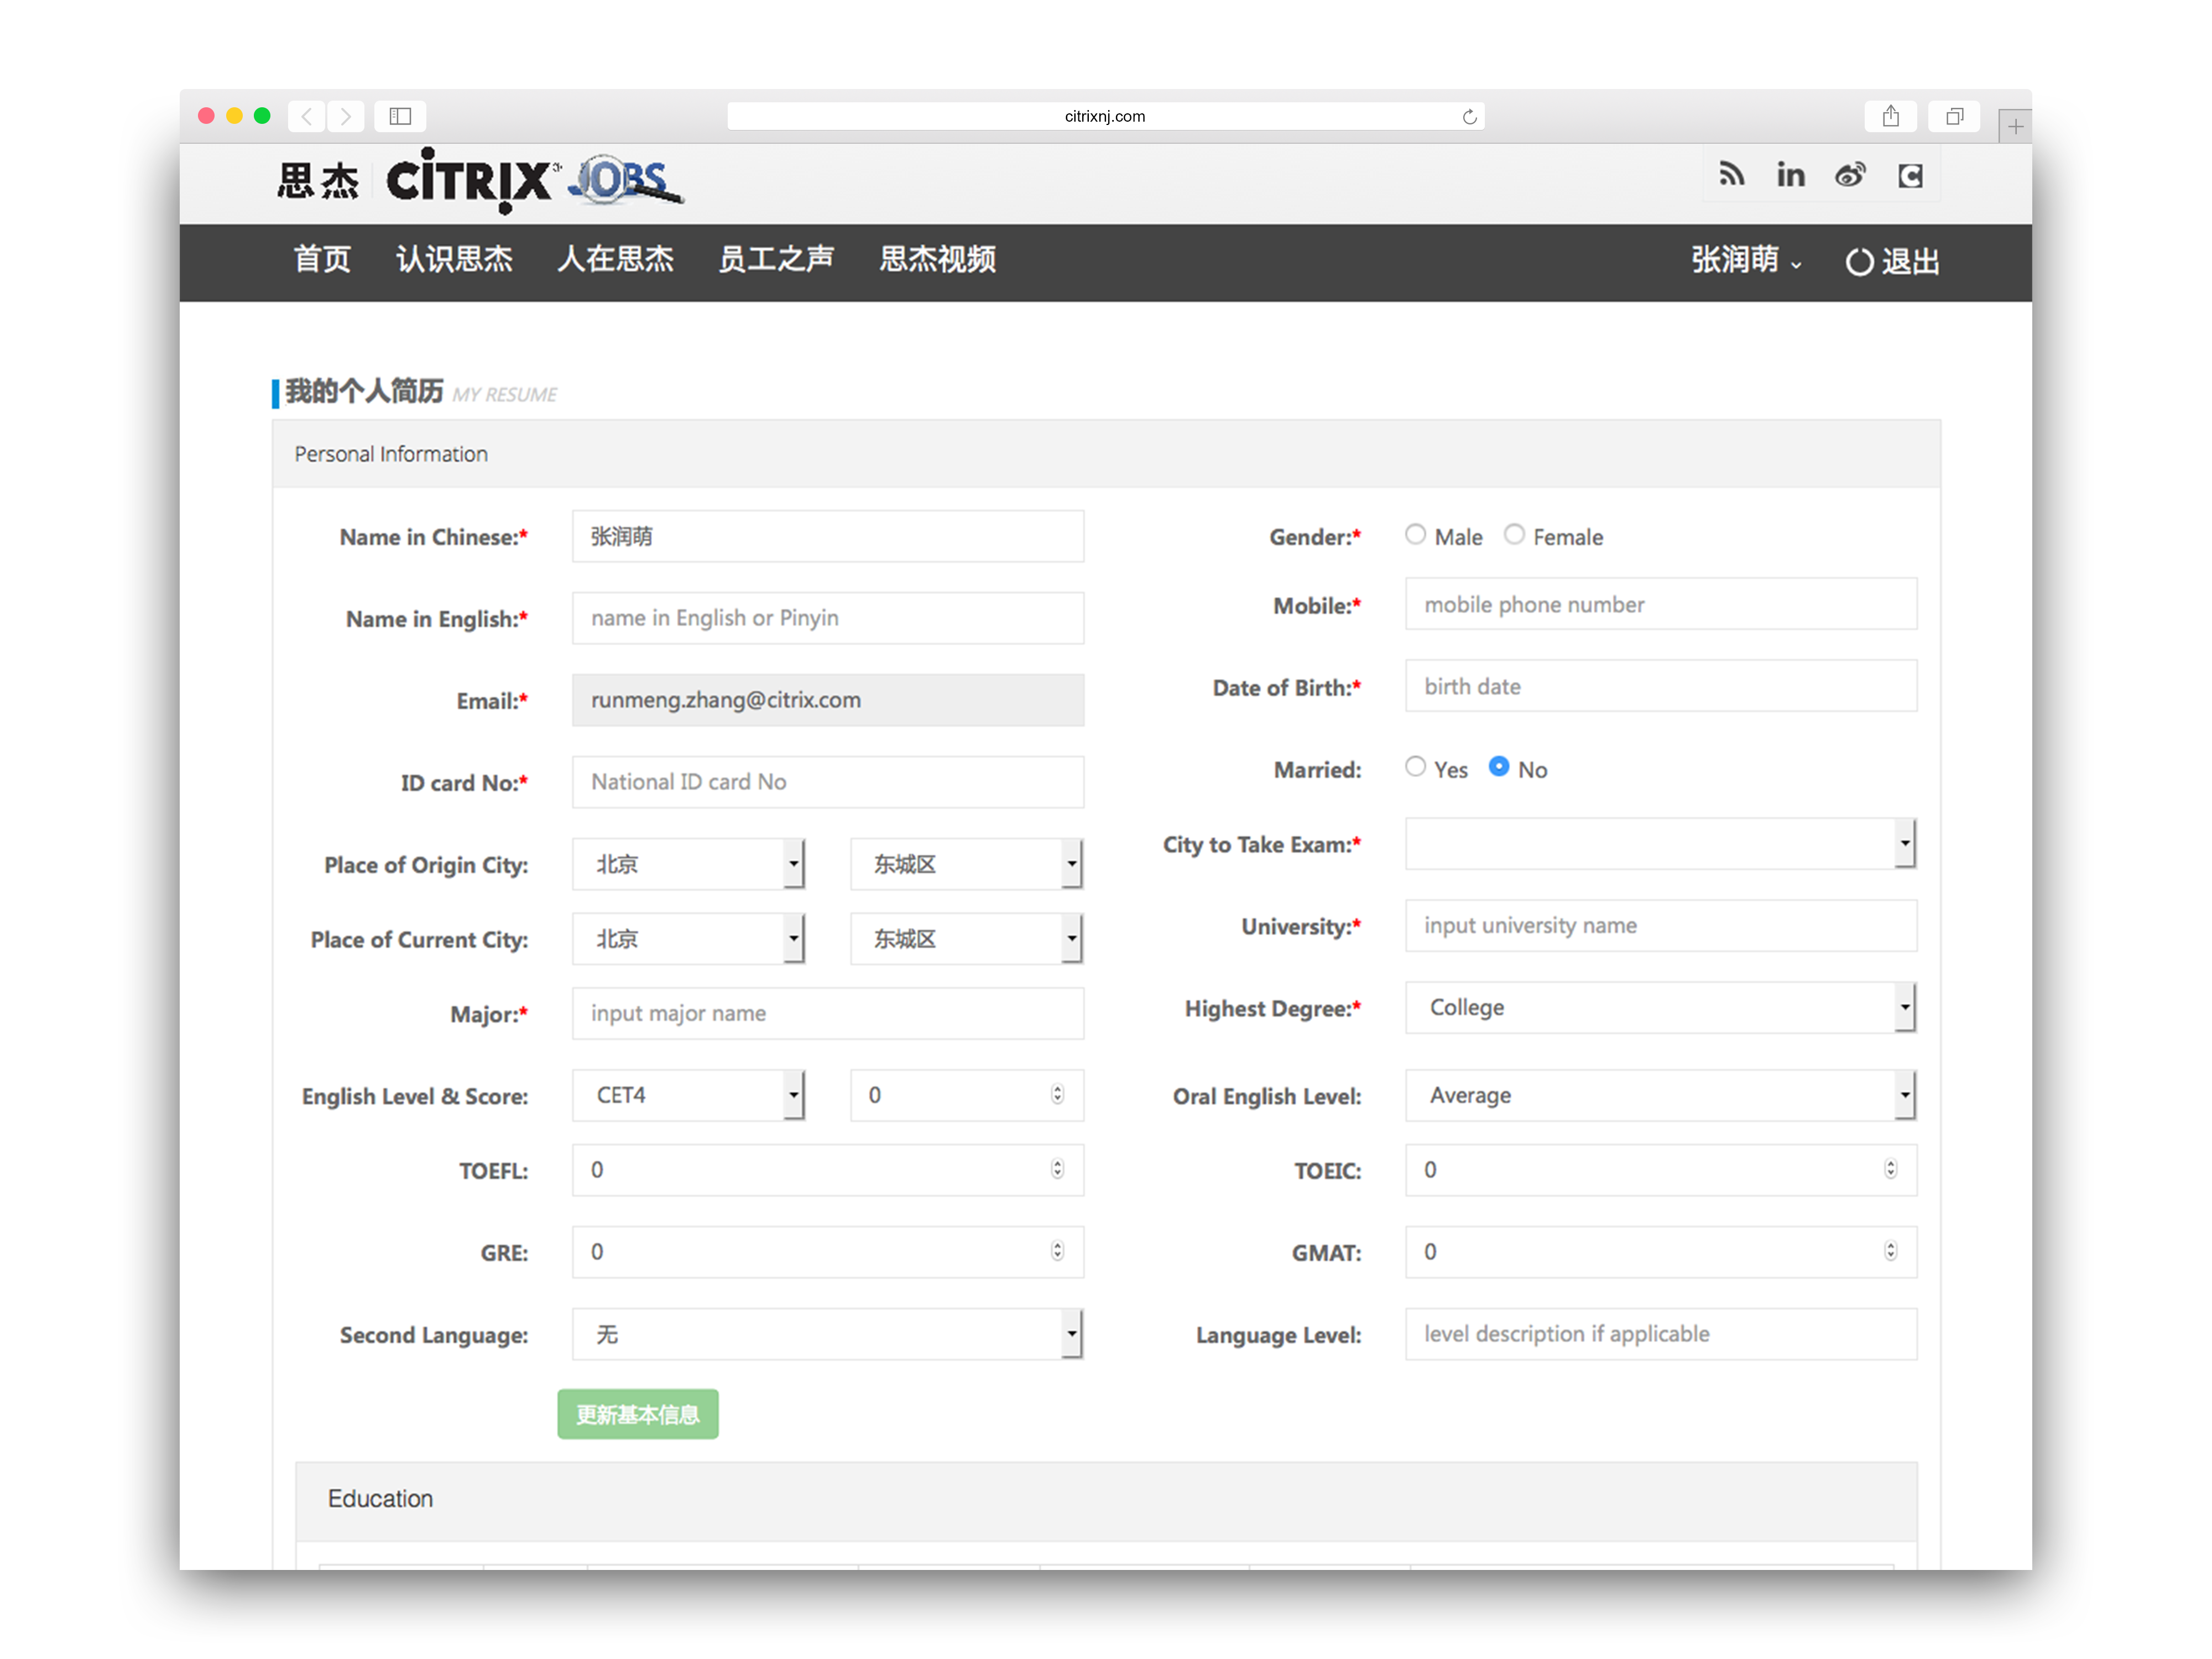 citrixnj.com
思杰 CITRIX JOBS
首页 认识思杰 人在思杰 员工之声 思杰视频 张润萌 退出
我的个人简历 MY RESUME
Personal Information
Name in Chinese:* 张润萌 Gender:* Male Female
Name in English:* name in English or Pinyin Mobile:* mobile phone number
Email:* runmeng.zhang@citrix.com Date of Birth:* birth date
ID card No:* National ID card No Married: Yes No
Place of Origin City: 北京 东城区 City to Take Exam:*
Place of Current City: 北京 东城区 University:* input university name
Major:* input major name Highest Degree:* College
English Level & Score: CET4 0 Oral English Level: Average
TOEFL: 0 TOEIC: 0
GRE: 0 GMAT: 0
Second Language: 无 Language Level: level description if applicable
更新基本信息
Education